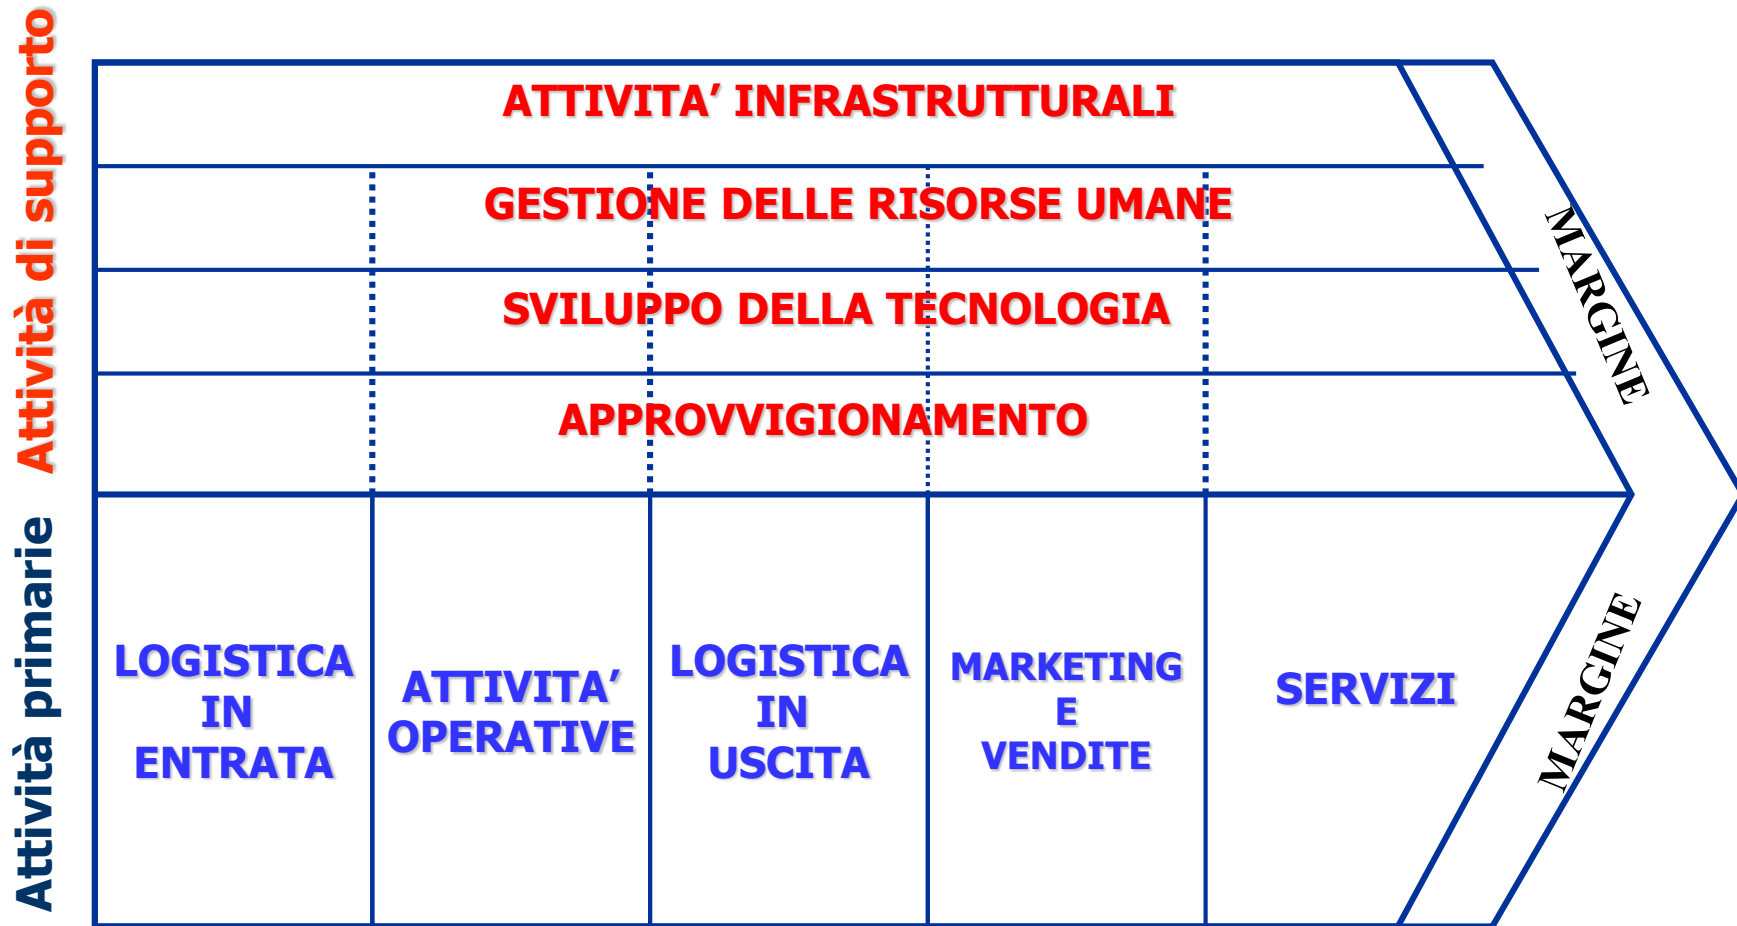 Attività di supporto
ATTIVITA’ INFRASTRUTTURALI
GESTIONE DELLE RISORSE UMANE
SVILUPPO DELLA TECNOLOGIA
APPROVVIGIONAMENTO
MARGINE
Attività primarie
LOGISTICA
IN
ENTRATA
ATTIVITA’
OPERATIVE
LOGISTICA
IN
USCITA
MARKETING
E
VENDITE
SERVIZI
MARGINE